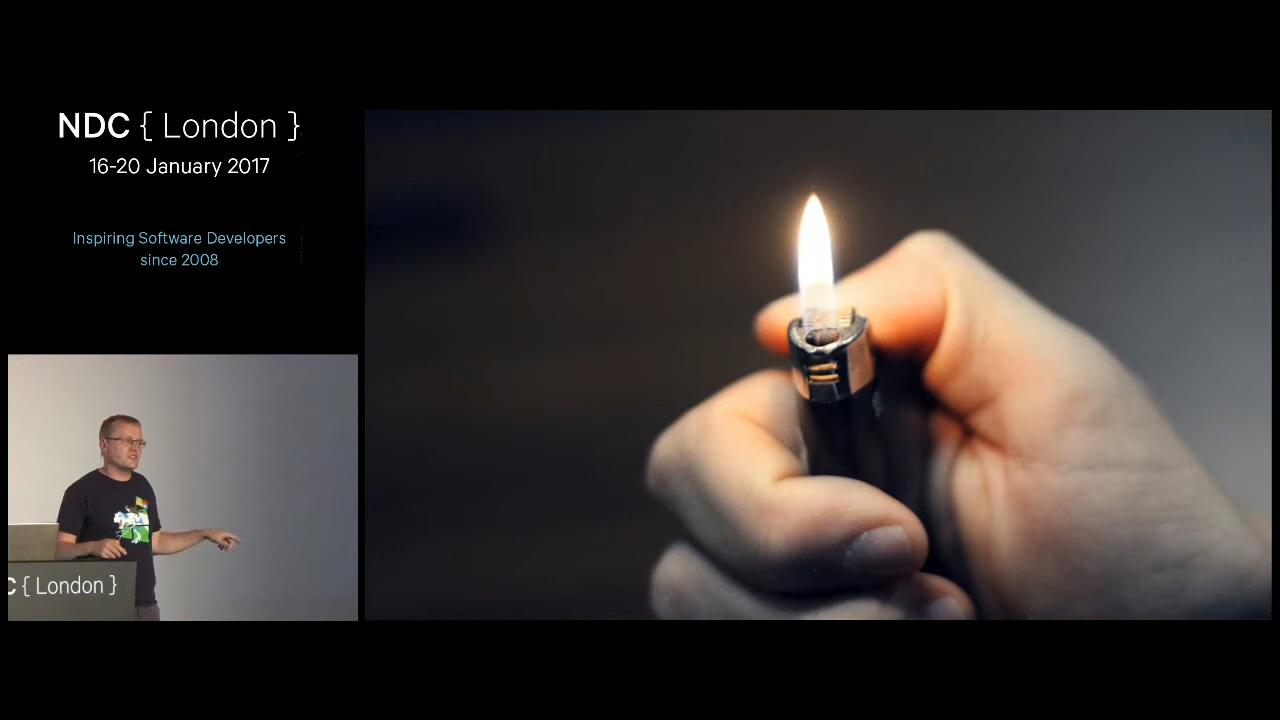 NDC { London }
16-20 January 2017
Inspiring Software Developers
since 2008
C { London }